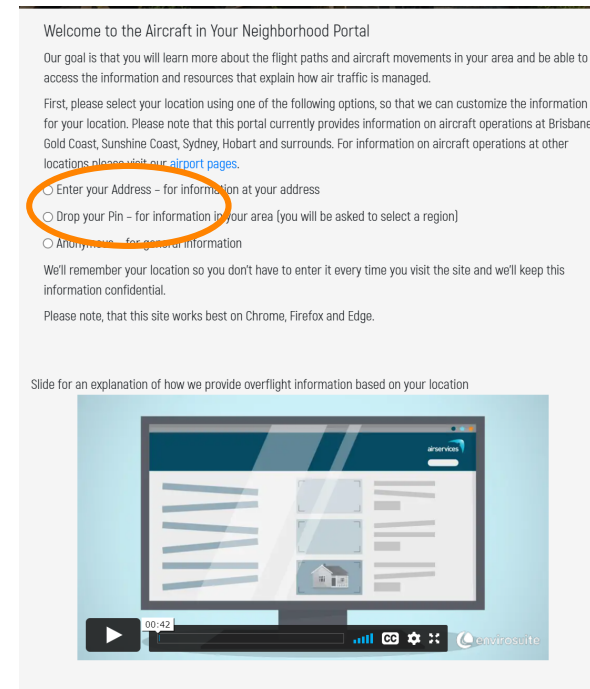 Welcome to the Aircraft in Your Neighborhood Portal
Our goal is that you will learn more about the flight paths and aircraft movements in your area and be able to
access the information and resources that explain how air traffic is managed.
First, please select your location using one of the following options, so that we can customize the information
for your location. Please note that this portal currently provides information on aircraft operations at Brisbane
Gold Coast, Sunshine Coast, Sydney, Hobart and surrounds. For information on aircraft operations at other
locations please visit our airport pages.
Enter your Address – for information at your address
Drop your Pin – for information in your area (you will be asked to select a region)
Anonymous – for general information
We'll remember your location so you don't have to enter it every time you visit the site and we'll keep this
information confidential.
Please note, that this site works best on Chrome, Firefox and Edge.
Slide for an explanation of how we provide overflight information based on your location
airservices
00:42
CC
envirosuite